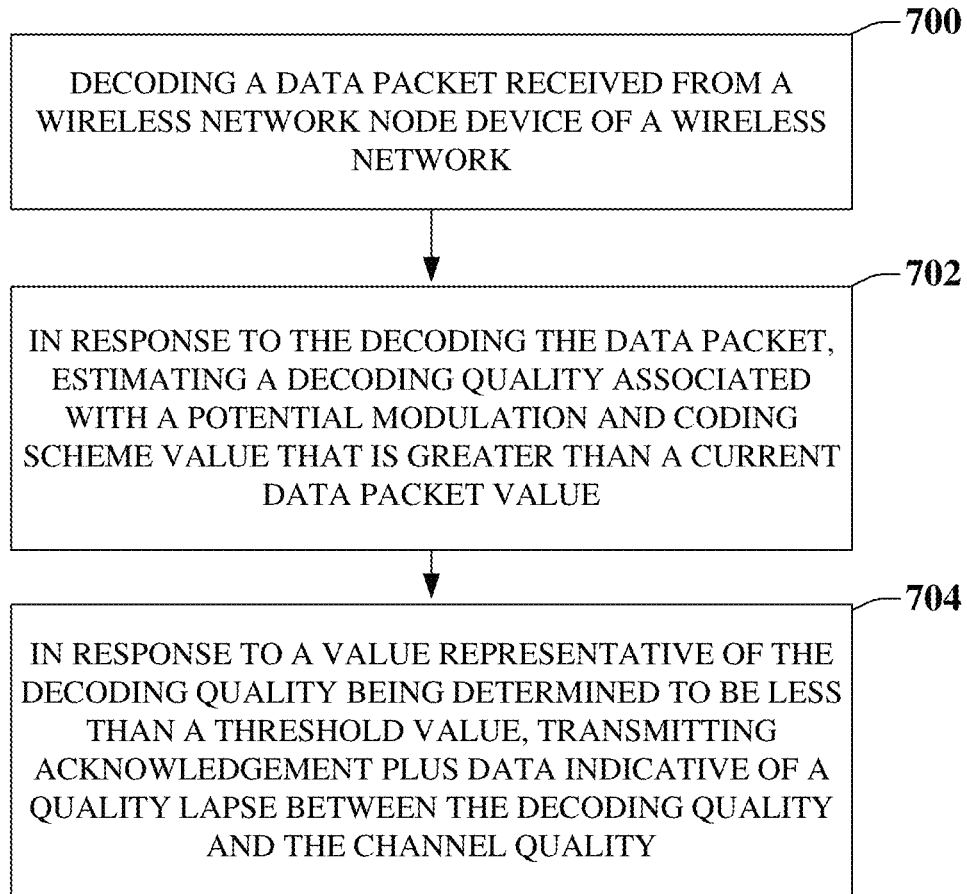 700
DECODING A DATA PACKET RECEIVED FROM A
WIRELESS NETWORK NODE DEVICE OF A WIRELESS
NETWORK
702
IN RESPONSE TO THE DECODING THE DATA PACKET,
ESTIMATING A DECODING QUALITY ASSOCIATED
WITH A POTENTIAL MODULATION AND CODING
SCHEME VALUE THAT IS GREATER THAN A CURRENT
DATA PACKET VALUE
704
IN RESPONSE TO A VALUE REPRESENTATIVE OF THE
DECODING QUALITY BEING DETERMINED TO BE LESS
THAN A THRESHOLD VALUE, TRANSMITTING
ACKNOWLEDGEMENT PLUS DATA INDICATIVE OF A
QUALITY LAPSE BETWEEN THE DECODING QUALITY
AND THE CHANNEL QUALITY